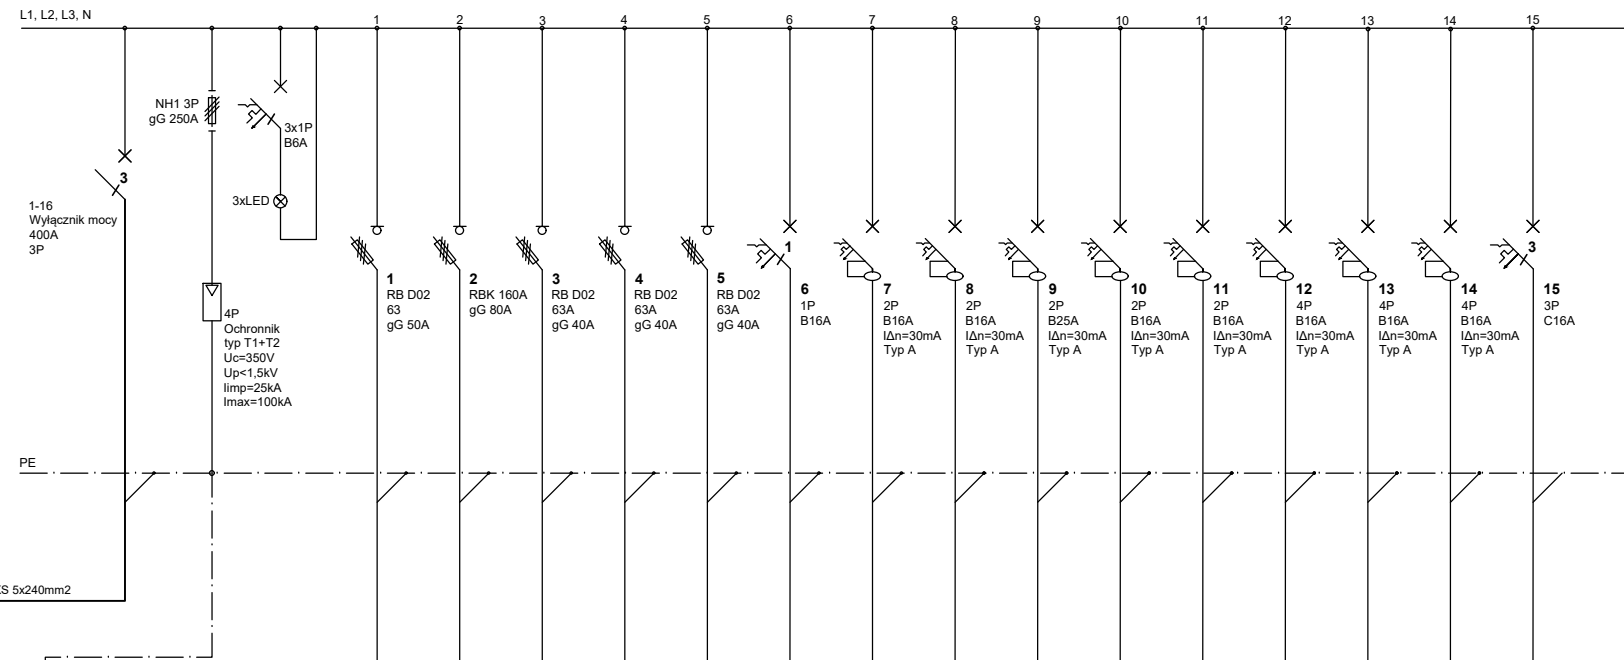 L1, L2, L3, N
1 2 3 4 5 6 7 8 9 10 11 12 13 14 15
NH1 3P
gG 250A
3x1P
B6A
3
1-16
Wyłącznik mocy
400A
3P
3xLED
4P
Ochronnik
typ T1+T2
Uc=350V
Up<1,5kV
Iimp=25kA
Imax=100kA
1
RB D02
63
gG 50A
2
RBK 160A
gG 80A
3
RB D02
63A
gG 40A
4
RB D02
63A
gG 40A
5
RB D02
63A
gG 40A
1
6
1P
B16A
7
2P
B16A
IΔn=30mA
Typ A
8
2P
B16A
IΔn=30mA
Typ A
9
2P
B25A
IΔn=30mA
Typ A
10
2P
B16A
IΔn=30mA
Typ A
11
2P
B16A
IΔn=30mA
Typ A
12
4P
B16A
IΔn=30mA
Typ A
13
4P
B16A
IΔn=30mA
Typ A
14
4P
B16A
IΔn=30mA
Typ A
3
15
3P
C16A
PE
5x240mm2